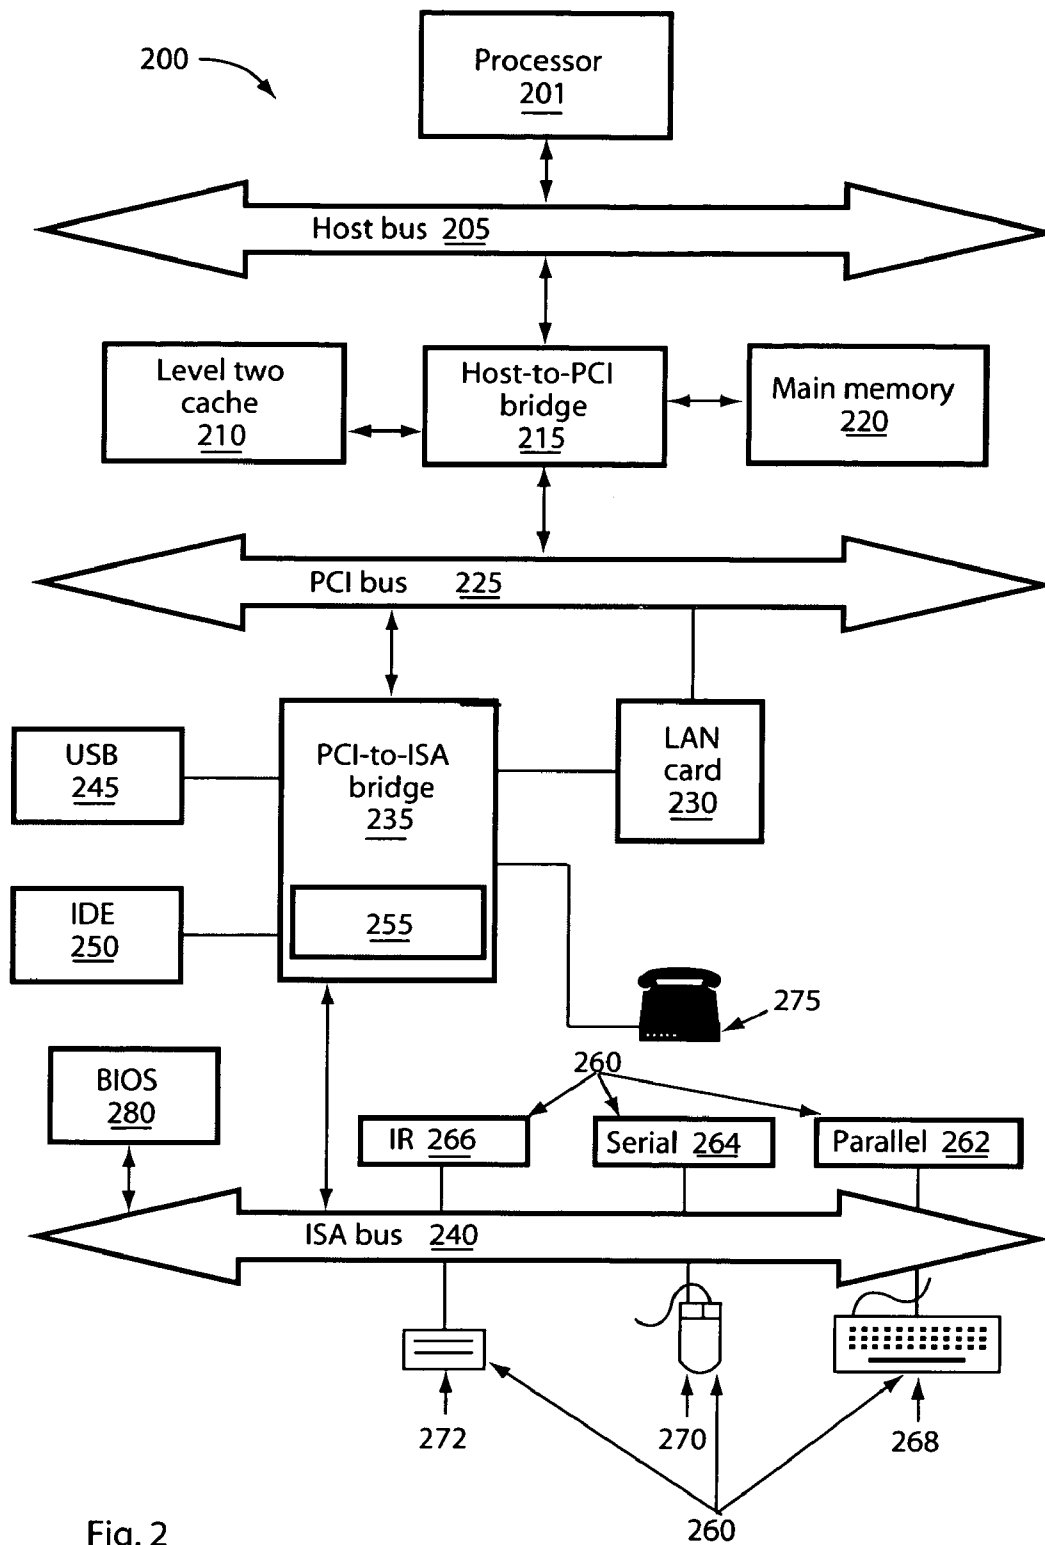 200
Processor
201
Host bus 205
Level two
cache
210
Host-to-PCI
bridge
215
Main memory
220
PCI bus 225
USB
245
PCI-to-ISA
bridge
235
LAN
card
230
IDE
250
255
275
260
BIOS
280
IR 266
Serial 264
Parallel 262
ISA bus 240
272
270
268
260
Fig. 2